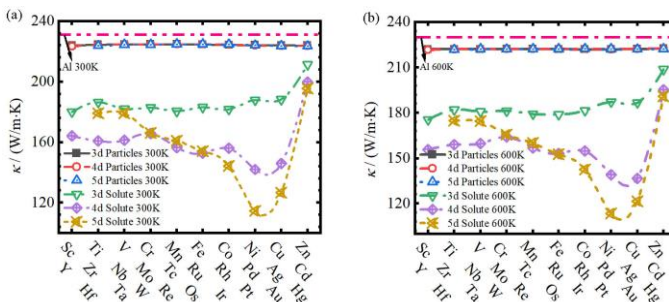 (a)
240
220
200
180
160
140
120
κ / (W/m·K)
Al 300K
3d Particles 300K
4d Particles 300K
5d Particles 300K
3d Solute 300K
4d Solute 300K
5d Solute 300K
Sc Ti V Cr Mn Fe Co Ni Cu Zn
Y Zr Nb Mo Tc Ru Rh Pd Ag Cd
Hf Ta W Re Os Ir Pt Au Hg
(b)
240
210
180
150
120
κ / (W/m·K)
Al 600K
3d Particles 600K
4d Particles 600K
5d Particles 600K
3d Solute 600K
4d Solute 600K
5d Solute 600K
Sc Ti V Cr Mn Fe Co Ni Cu Zn
Y Zr Nb Mo Tc Ru Rh Pd Ag Cd
Hf Ta W Re Os Ir Pt Au Hg